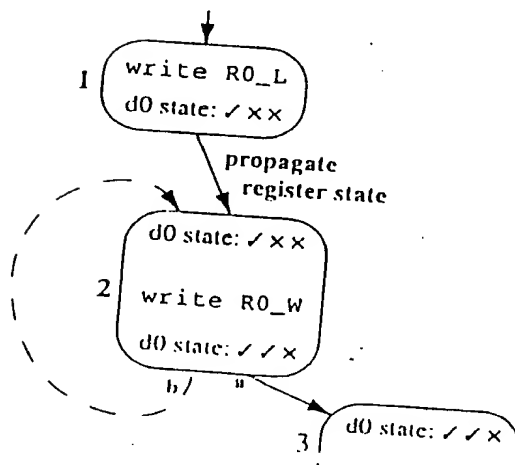 1
write R0_L
d0 state: ✓××
propagate
register state
d0 state: ✓××
2
write R0_W
d0 state: ✓✓×
b
a
3
d0 state: ✓✓×